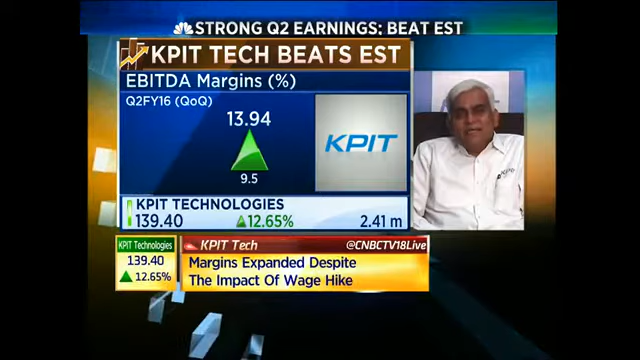 STRONG Q2 EARNINGS; BEAT EST
KPIT TECH BEATS EST
EBITDA Margins (%)
Q2FY16 (QoQ)
13.94
9.5
KPIT
KPIT TECHNOLOGIES
139.40 12.65% 2.41 m
KPIT
KPIT Technologies
139.40
12.65%
KPIT Tech @CNBCTV18Live
Margins Expanded Despite
The Impact Of Wage Hike